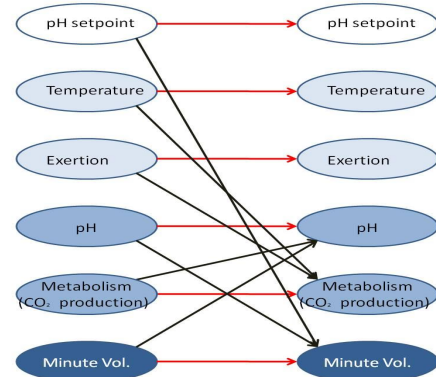 pH setpoint pH setpoint
Temperature Temperature
Exertion Exertion
pH pH
Metabolism Metabolism
(CO₂ production) (CO₂ production)
Minute Vol. Minute Vol.